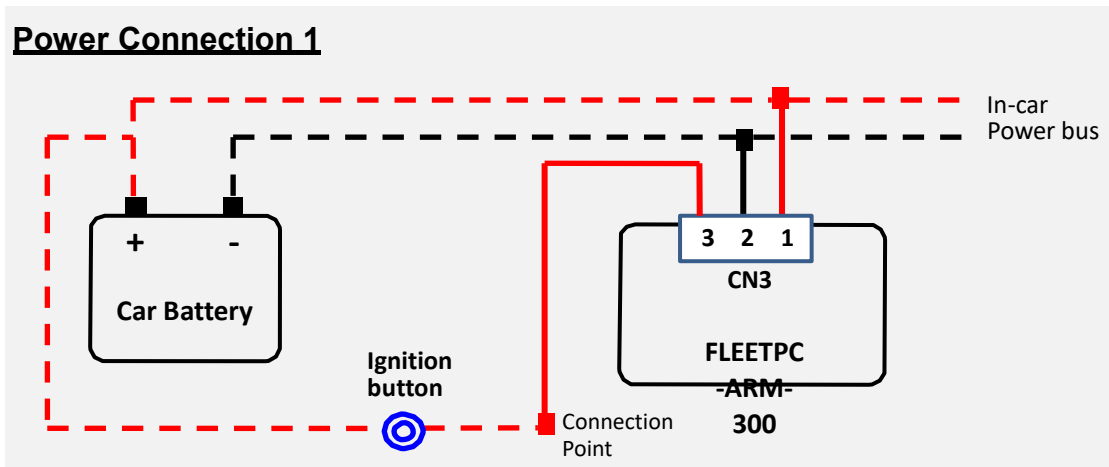 Power Connection 1
In-car
Power bus
+ -
Car Battery
3 2 1
CN3
FLEETPC
-ARM-
300
Ignition
button
Connection
Point